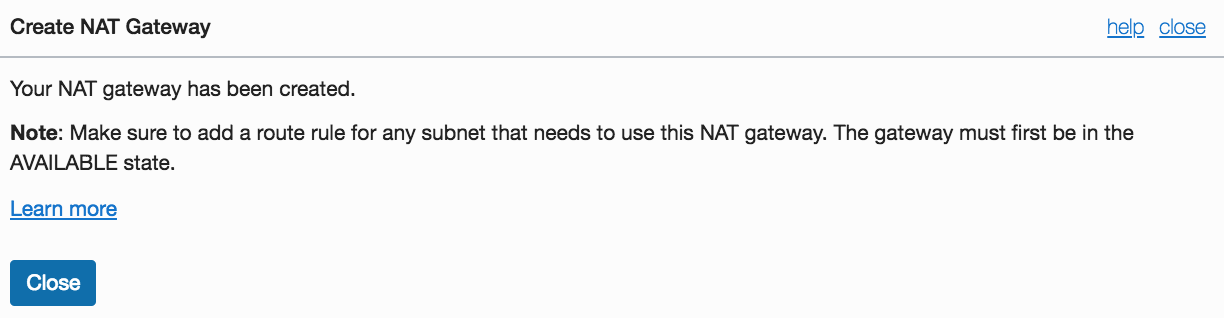 Create NAT Gateway
help close
Your NAT gateway has been created.
Note: Make sure to add a route rule for any subnet that needs to use this NAT gateway. The gateway must first be in the
AVAILABLE state.
Learn more
Close